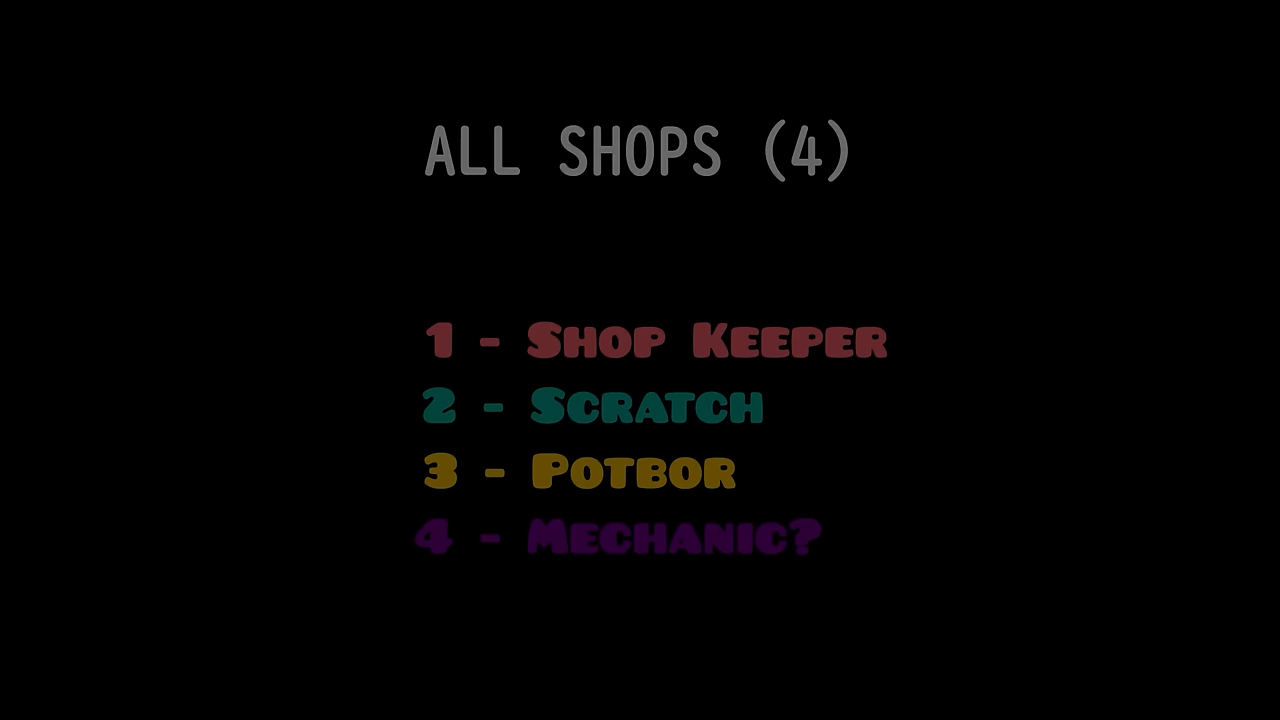 ALL SHOPS (4)
1 - Shop Keeper
2 - Scratch
3 - Potbor
4 - Mechanic?